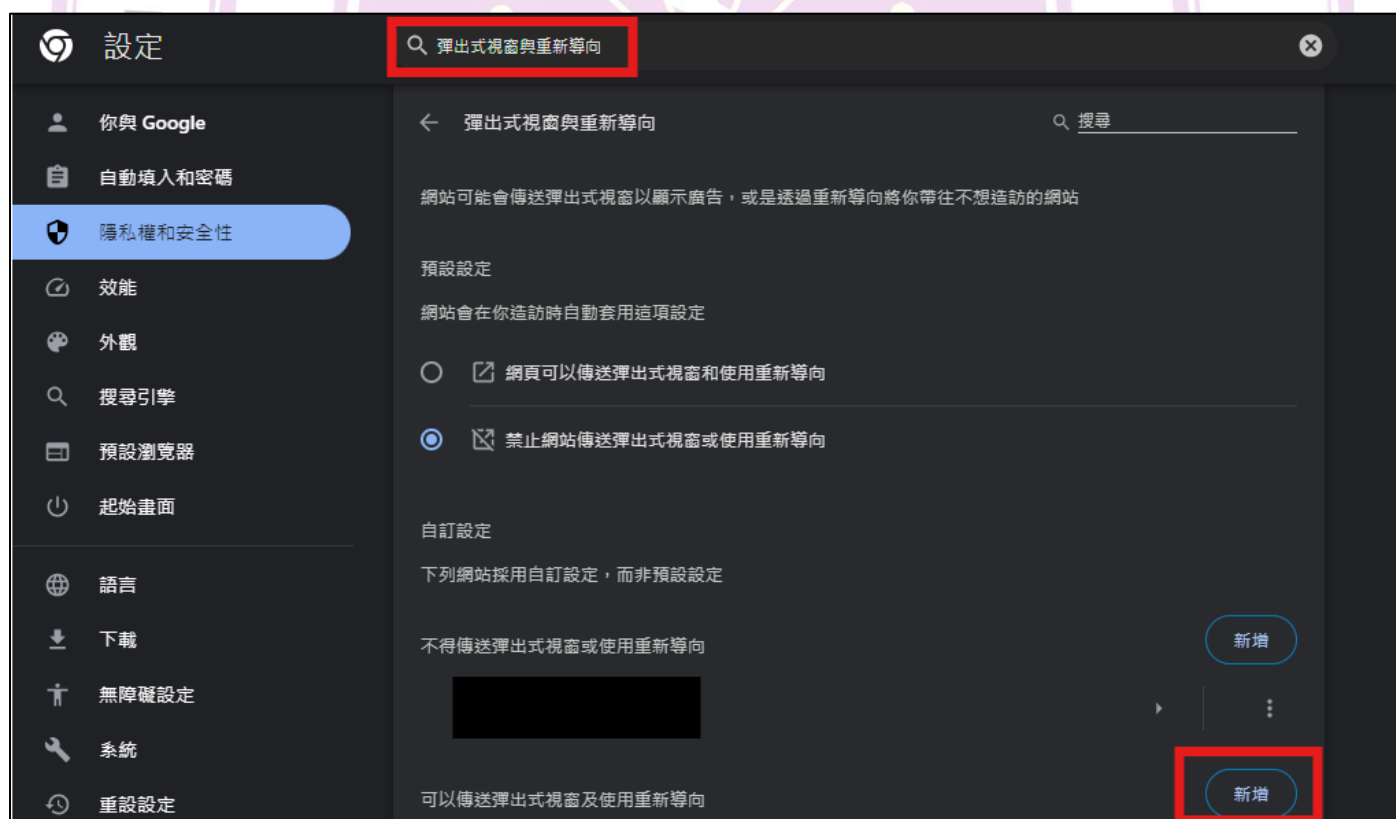 設定
彈出式視窗與重新導向
你與 Google
自動填入和密碼
隱私權和安全性
效能
外觀
搜尋引擎
預設瀏覽器
起始畫面
語言
下載
無障礙設定
系統
重設設定
彈出式視窗與重新導向
搜尋
網站可能會傳送彈出式視窗以顯示廣告，或是透過重新導向將你帶往不想造訪的網站
預設設定
網站會在你造訪時自動套用這項設定
網頁可以傳送彈出式視窗和使用重新導向
禁止網站傳送彈出式視窗或使用重新導向
自訂設定
下列網站採用自訂設定，而非預設設定
不得傳送彈出式視窗或使用重新導向
新增
可以傳送彈出式視窗及使用重新導向
新增